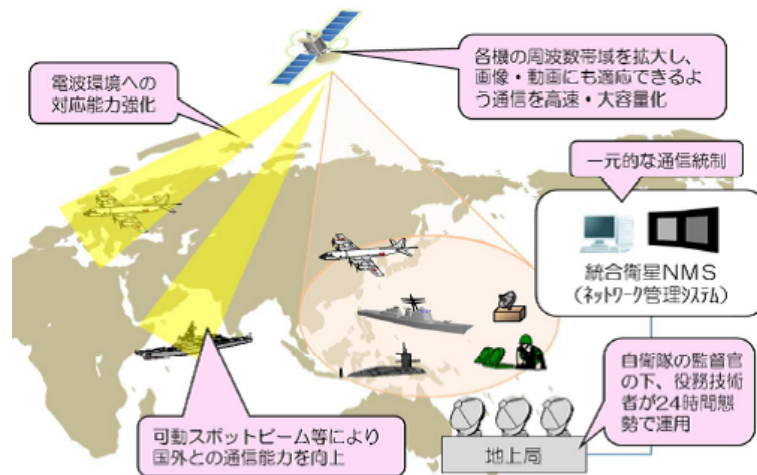 各機の周波数帯域を拡大し、
画像・動画にも適応できるよ
う通信を高速・大容量化
電波環境への
対応能力強化
一元的な通信統制
統合衛星NMS
(ネットワーク管理システム)
自衛隊の監督官
の下、役務技術
者が24時間態
勢で運用
可動スポットビーム等により
国外との通信能力を向上
地上局